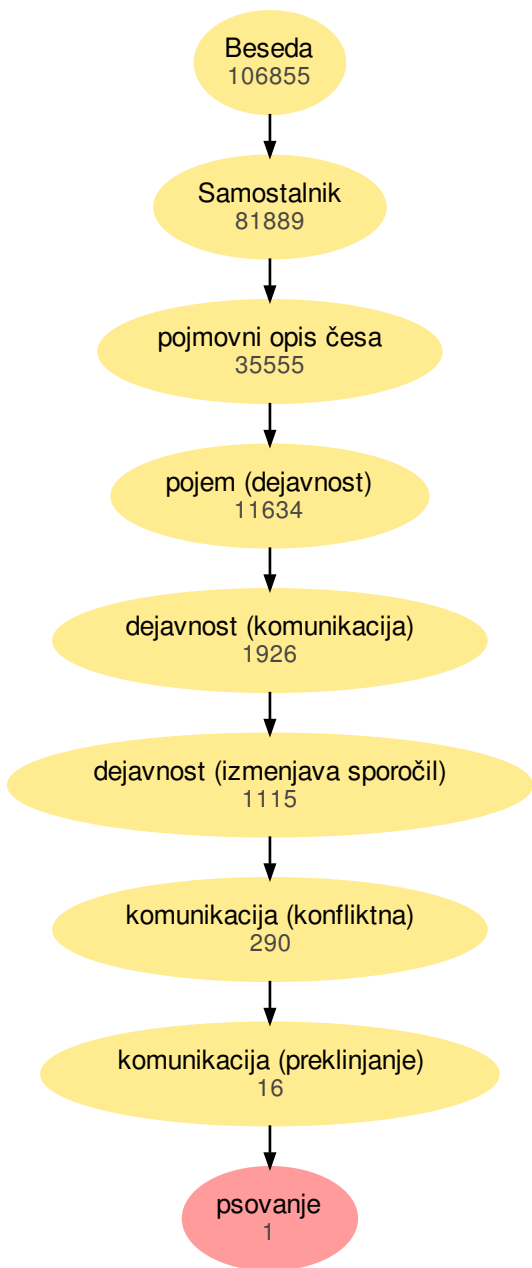 Beseda
106855
Samostalnik
81889
pojmovni opis česa
35555
pojem (dejavnost)
11634
dejavnost (komunikacija)
1926
dejavnost (izmenjava sporočil)
1115
komunikacija (konfliktna)
290
komunikacija (preklinjanje)
16
psovanje
1